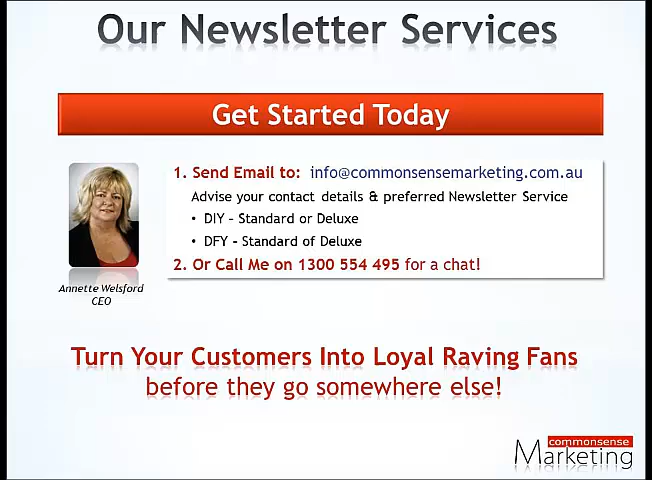 Our Newsletter Services
Get Started Today
1. Send Email to: info@commonsensemarketing.com.au
Advise your contact details & preferred Newsletter Service
• DIY – Standard or Deluxe
• DFY – Standard of Deluxe
2. Or Call Me on 1300 554 495 for a chat!
Annette Welsford
CEO
Turn Your Customers Into Loyal Raving Fans
before they go somewhere else!
commonsense
Marketing